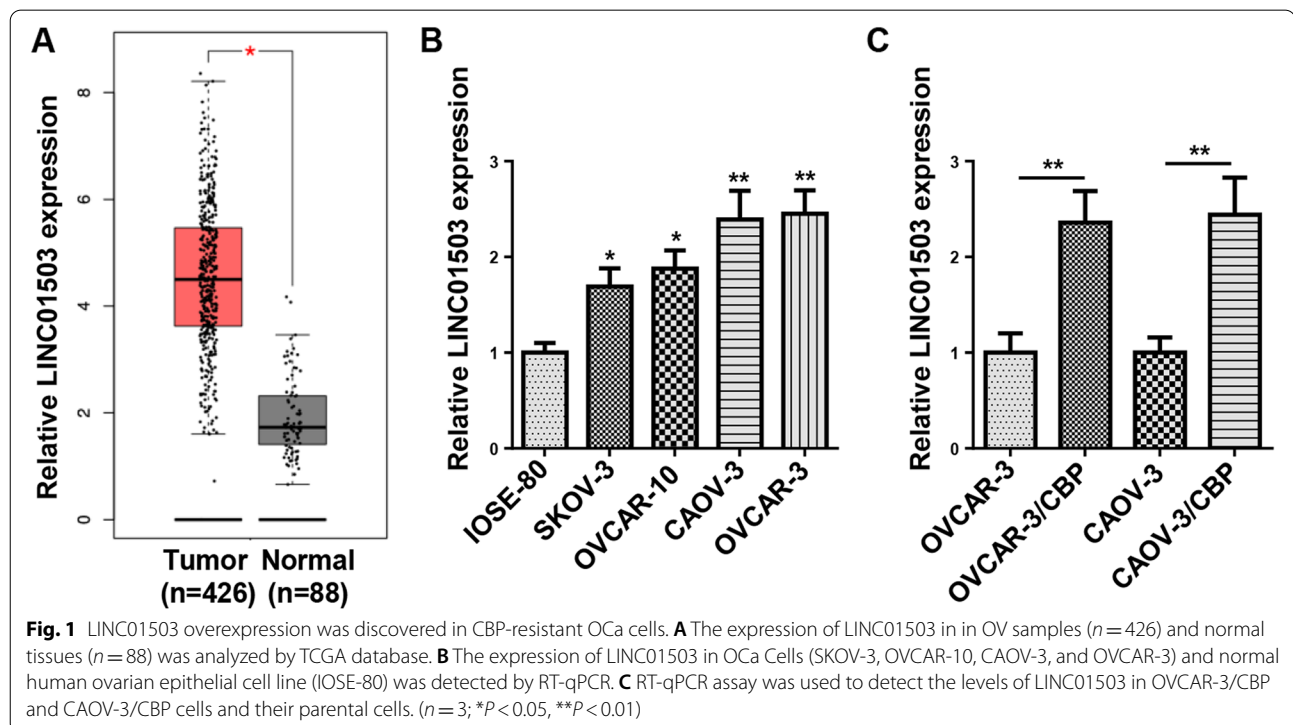 A
Relative LINC01503 expression
8
6
4
2
0
*
Tumor
(n=426)
Normal
(n=88)
B
Relative LINC01503 expression
3
2
1
0
*
*
**
**
IOSE-80
SKOV-3
OVCAR-10
CAOV-3
OVCAR-3
C
Relative LINC01503 expression
3
2
1
0
**
**
OVCAR-3
OVCAR-3/CBP
CAOV-3
CAOV-3/CBP
Fig. 1 LINC01503 overexpression was discovered in CBP-resistant OCa cells. A The expression of LINC01503 in in OV samples (n = 426) and normal
tissues (n = 88) was analyzed by TCGA database. B The expression of LINC01503 in OCa Cells (SKOV-3, OVCAR-10, CAOV-3, and OVCAR-3) and normal
human ovarian epithelial cell line (IOSE-80) was detected by RT-qPCR. C RT-qPCR assay was used to detect the levels of LINC01503 in OVCAR-3/CBP
and CAOV-3/CBP cells and their parental cells. (n = 3; *P < 0.05, **P < 0.01)